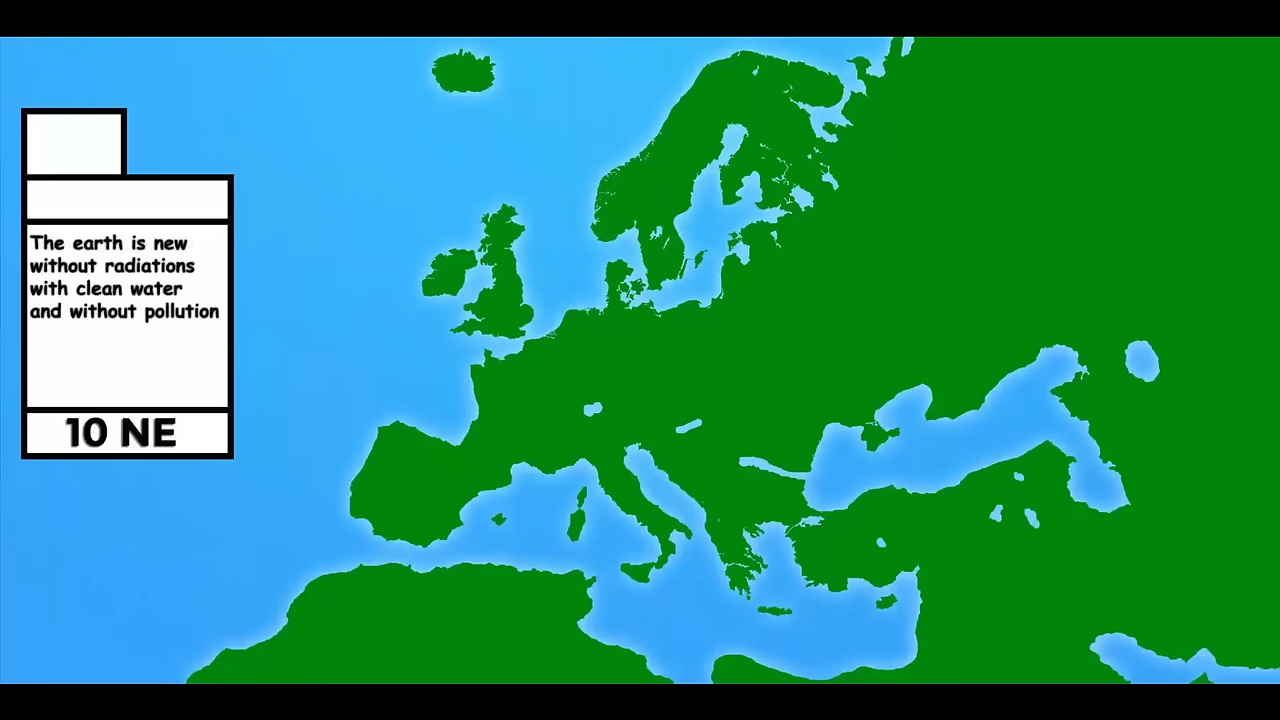 The earth is new
without radiations
with clean water
and without pollution
10 NE